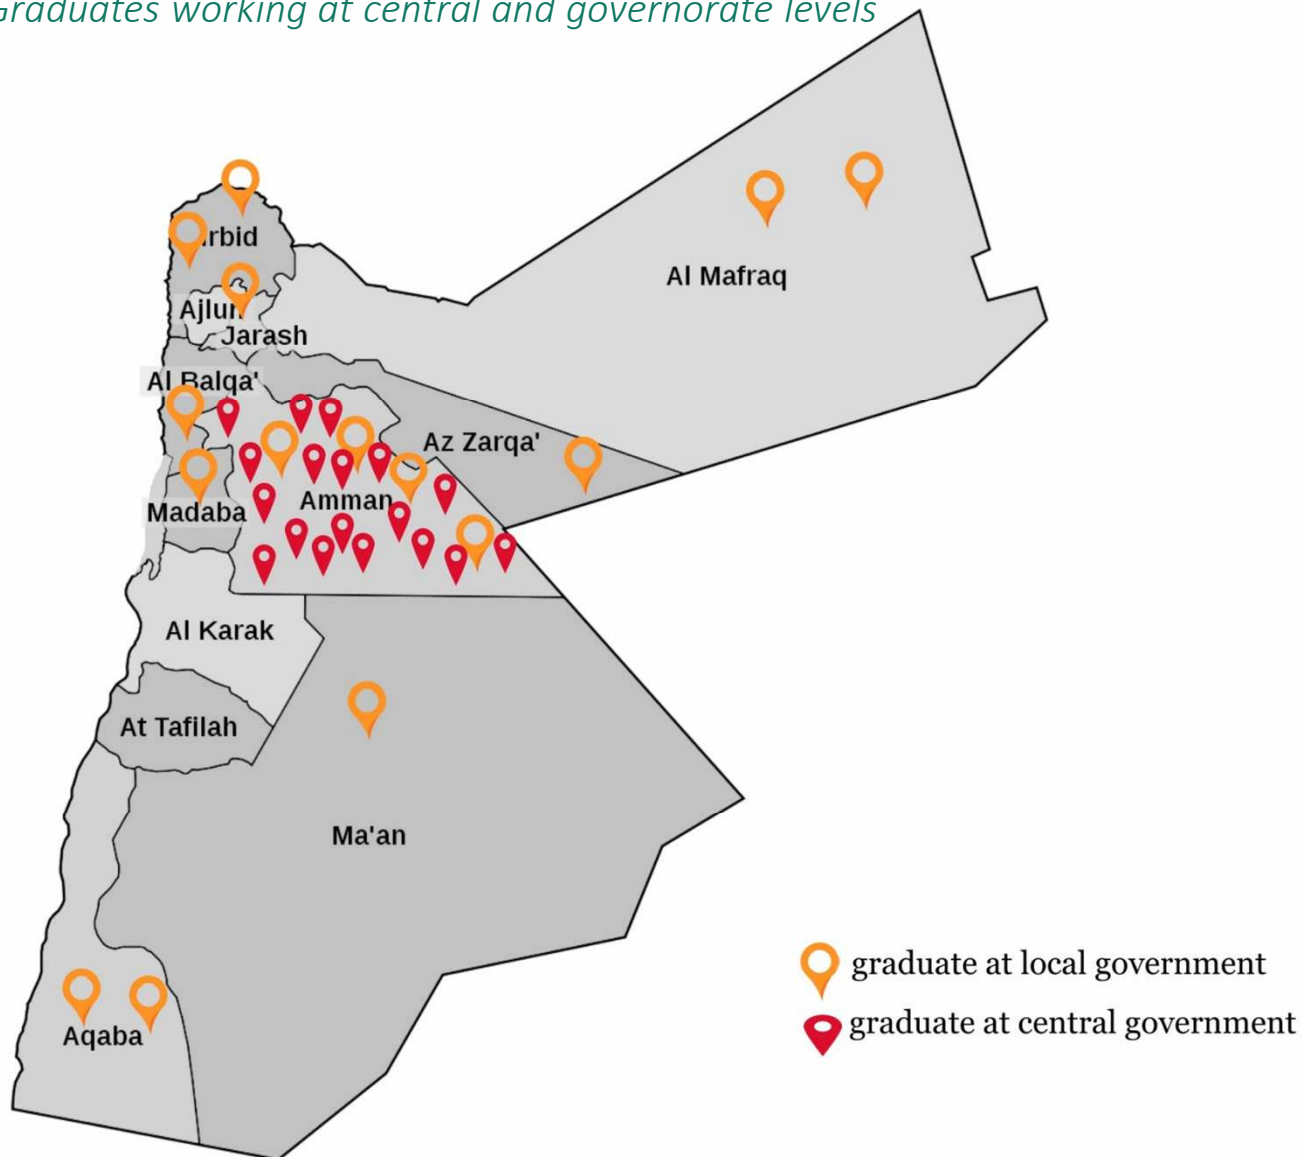 Graduates working at central and governorate levels
Irbid
Al Mafraq
Ajlun
Jarash
Al Balqa'
Az Zarqa'
Amman
Madaba
Al Karak
At Tafilah
Ma'an
graduate at local government
graduate at central government
Aqaba